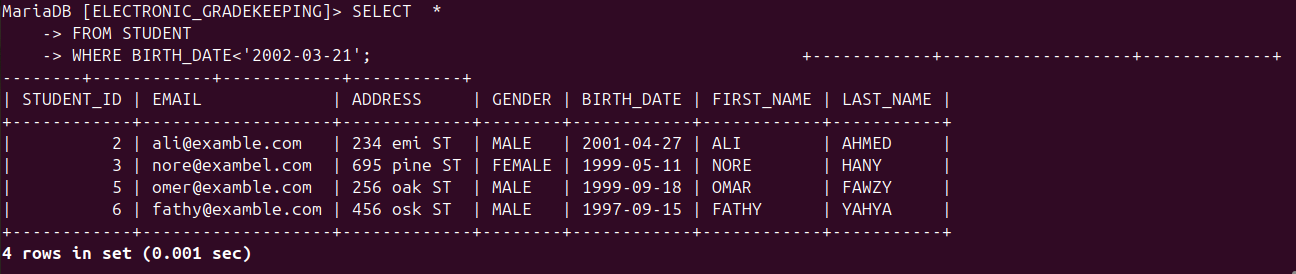 MariaDB [ELECTRONIC_GRADEKEEPING]> SELECT  *
    -> FROM STUDENT
    -> WHERE BIRTH_DATE<'2002-03-21';                                           +------------+-------------------+-------------+
--------+------------+------------+-----------+
| STUDENT_ID | EMAIL             | ADDRESS     | GENDER | BIRTH_DATE | FIRST_NAME | LAST_NAME |
+------------+-------------------+-------------+--------+------------+------------+-----------+
|          2 | ali@examble.com   | 234 emi ST  | MALE   | 2001-04-27 | ALI        | AHMED     |
|          3 | nore@exambel.com  | 695 pine ST | FEMALE | 1999-05-11 | NORE       | HANY      |
|          5 | omer@examble.com  | 256 oak ST  | MALE   | 1999-09-18 | OMAR       | FAWZY     |
|          6 | fathy@examble.com | 456 osk ST  | MALE   | 1997-09-15 | FATHY      | YAHYA     |
+------------+-------------------+-------------+--------+------------+------------+-----------+
4 rows in set (0.001 sec)